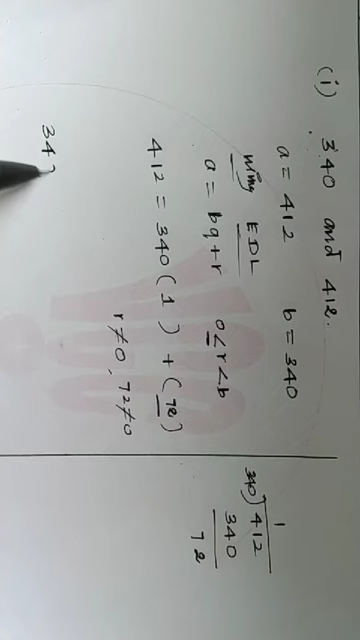 (i) 340 and 412.
a = 412 b = 340
using EDL
a = bq + r 0 ≤ r < b
412 = 340 ( 1 ) + (72)
r ≠ 0, 72 ≠ 0
34
1
340) 412
340
72